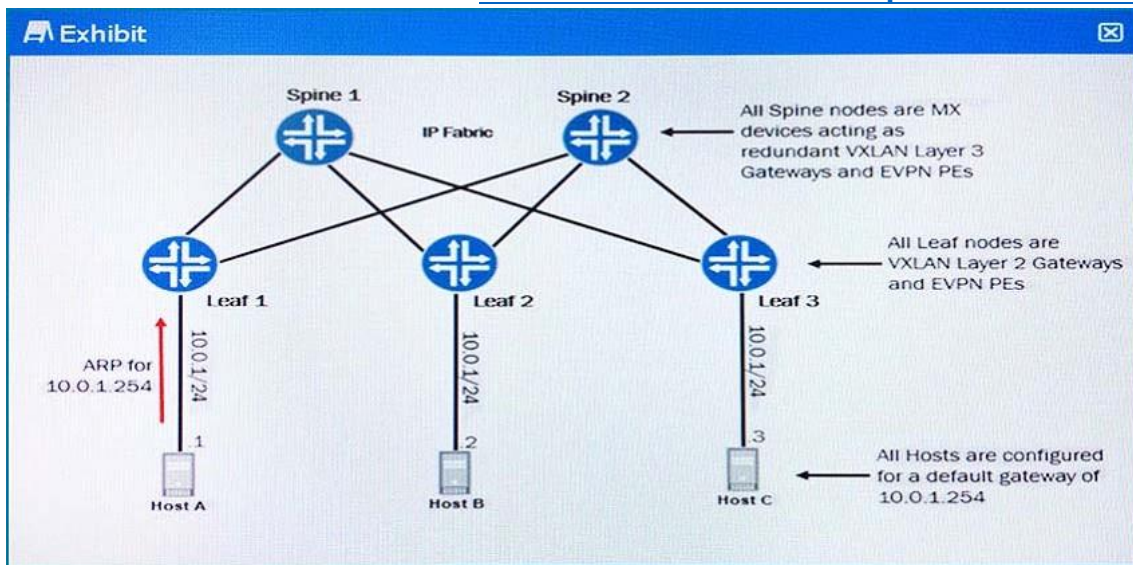 Exhibit
Spine 1
Spine 2
IP Fabric
All Spine nodes are MX
devices acting as
redundant VXLAN Layer 3
Gateways and EVPN PEs
All Leaf nodes are
VXLAN Layer 2 Gateways
and EVPN PEs
Leaf 1
Leaf 2
Leaf 3
ARP for
10.0.1.254
10.0.1/24
10.0.1/24
10.0.1/24
.1
.2
.3
Host A
Host B
Host C
All Hosts are configured
for a default gateway of
10.0.1.254